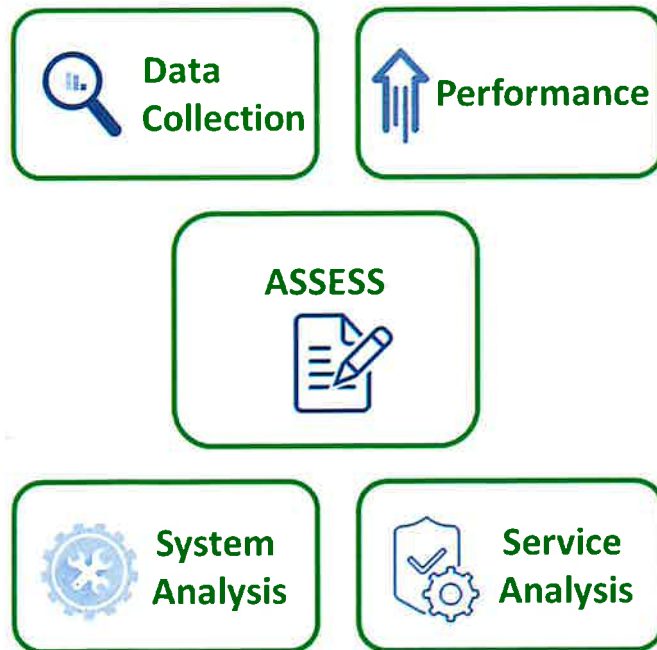 Data
Collection
Performance
ASSESS
System
Analysis
Service
Analysis